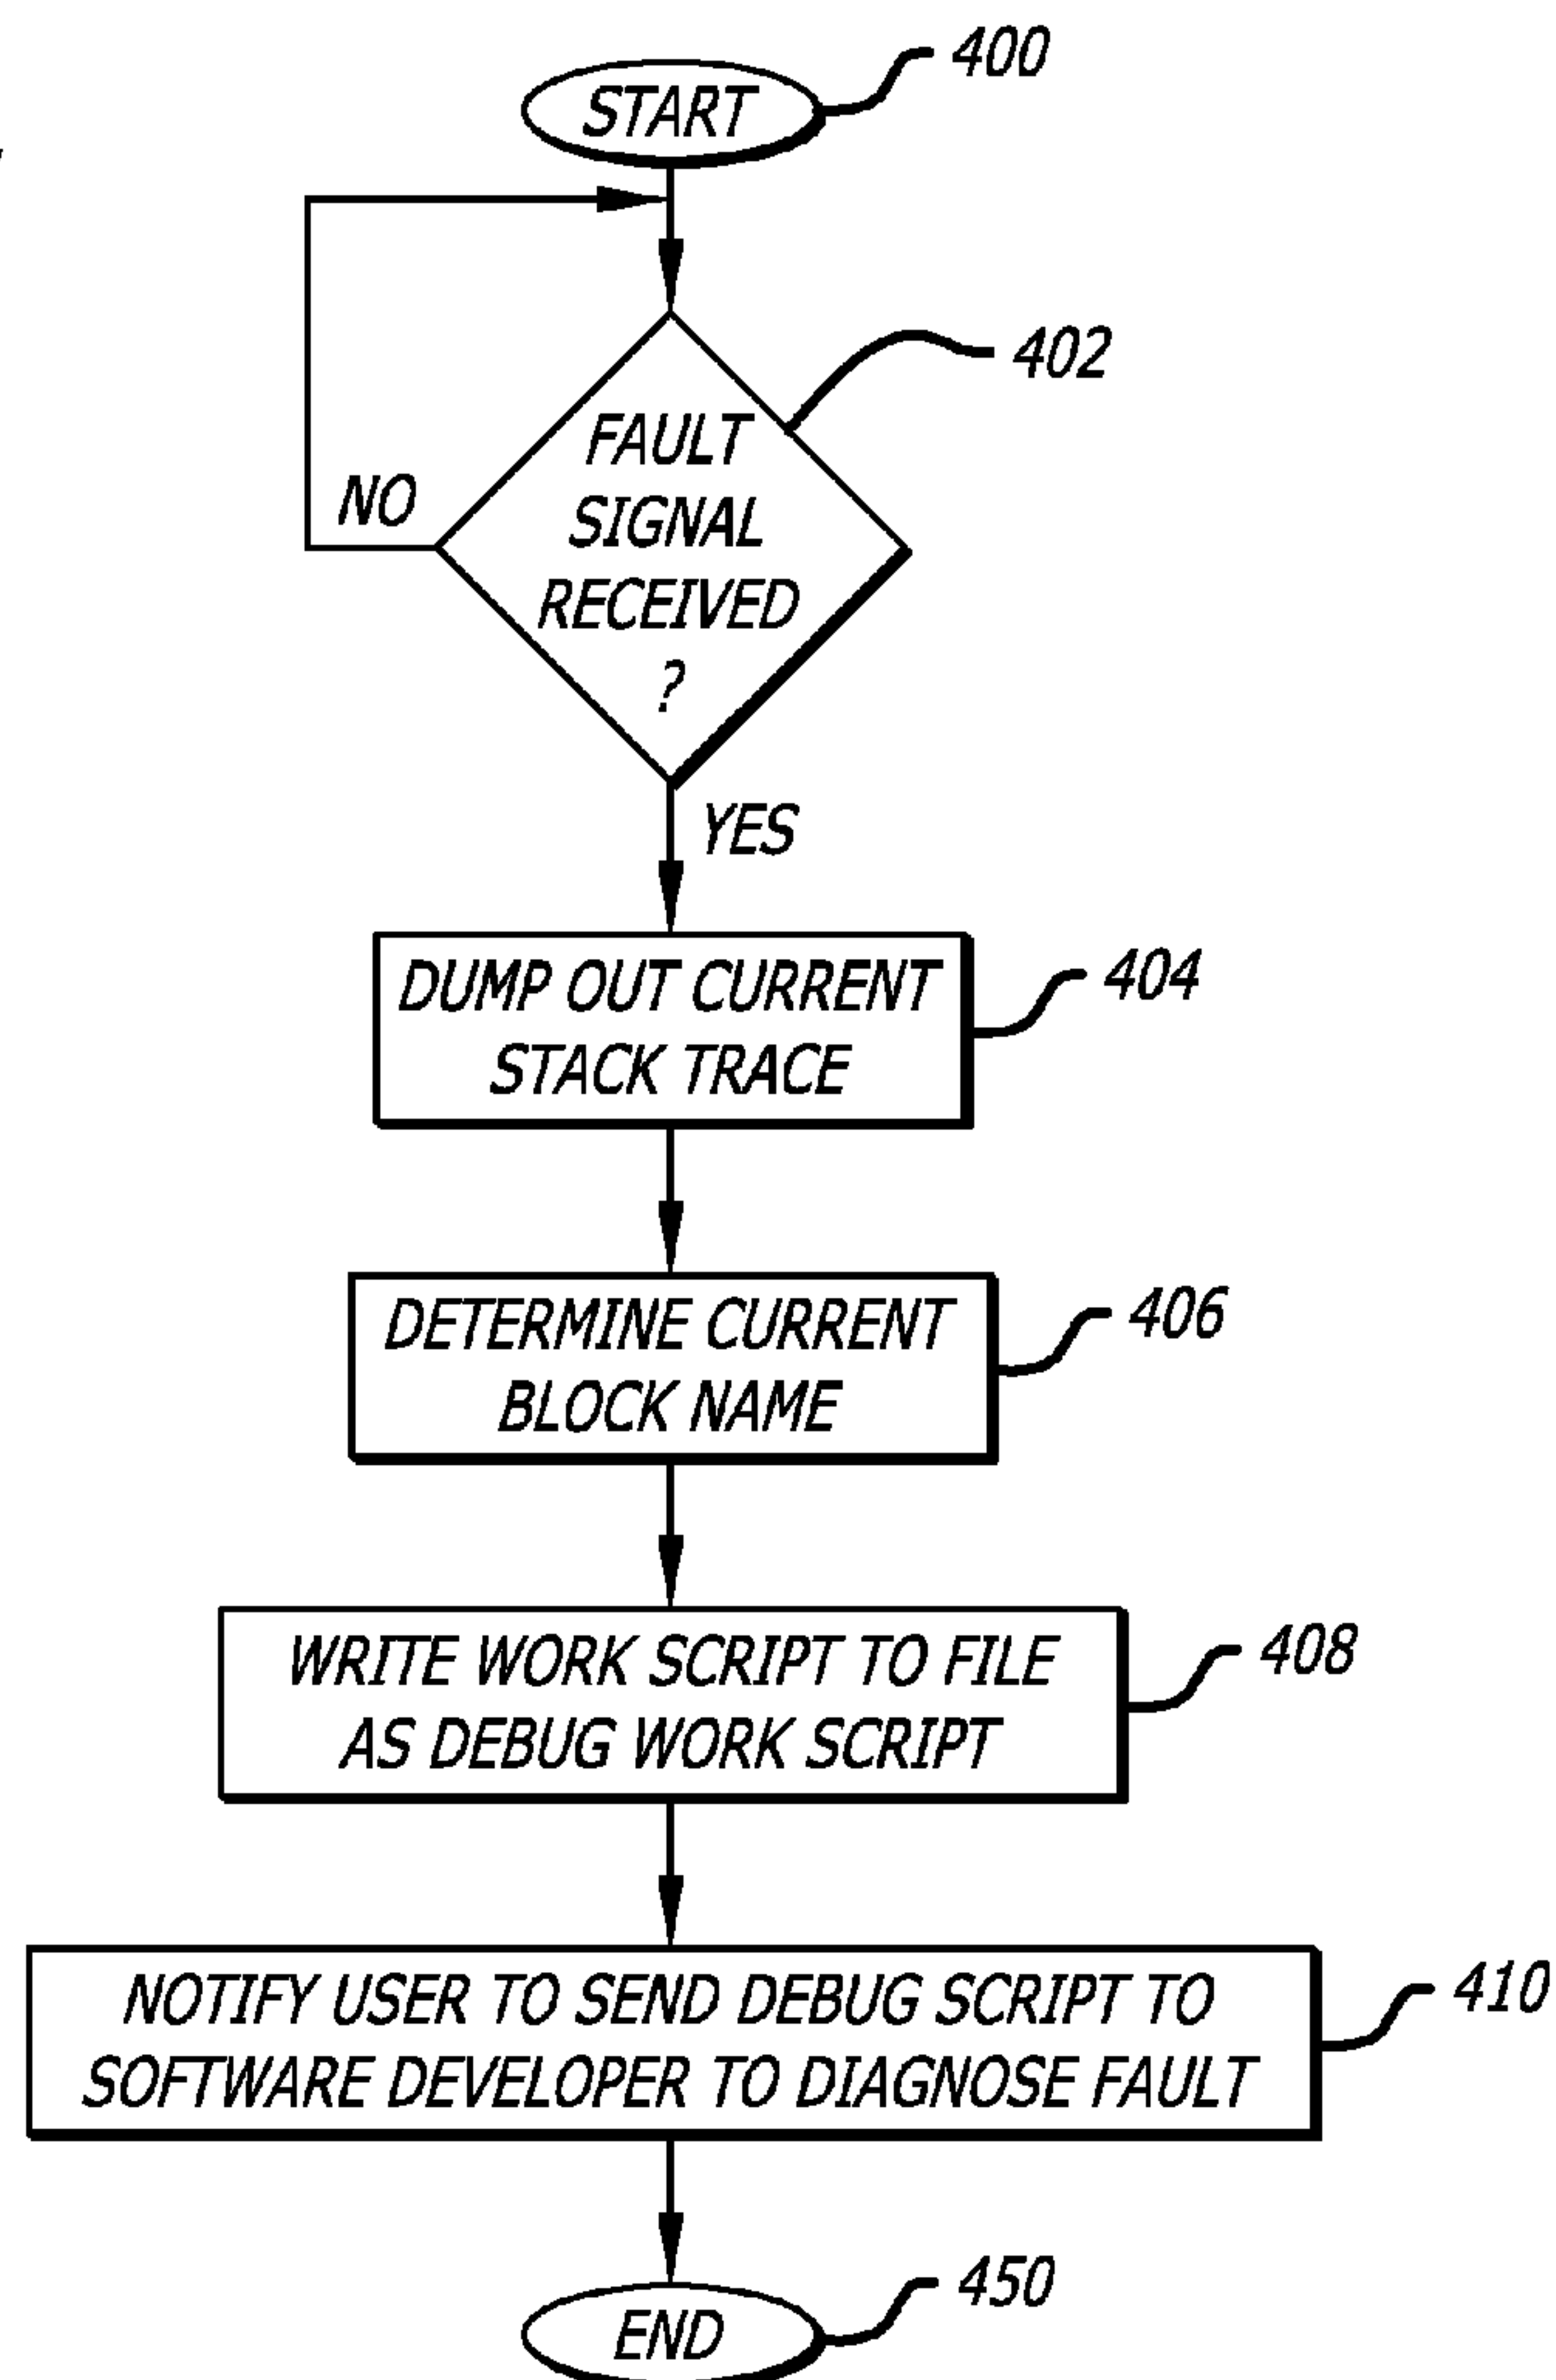 START
400
402
FAULT
SIGNAL
RECEIVED
?
NO
YES
DUMP OUT CURRENT
STACK TRACE
404
DETERMINE CURRENT
BLOCK NAME
406
WRITE WORK SCRIPT TO FILE
AS DEBUG WORK SCRIPT
408
NOTIFY USER TO SEND DEBUG SCRIPT TO
SOFTWARE DEVELOPER TO DIAGNOSE FAULT
410
END
450